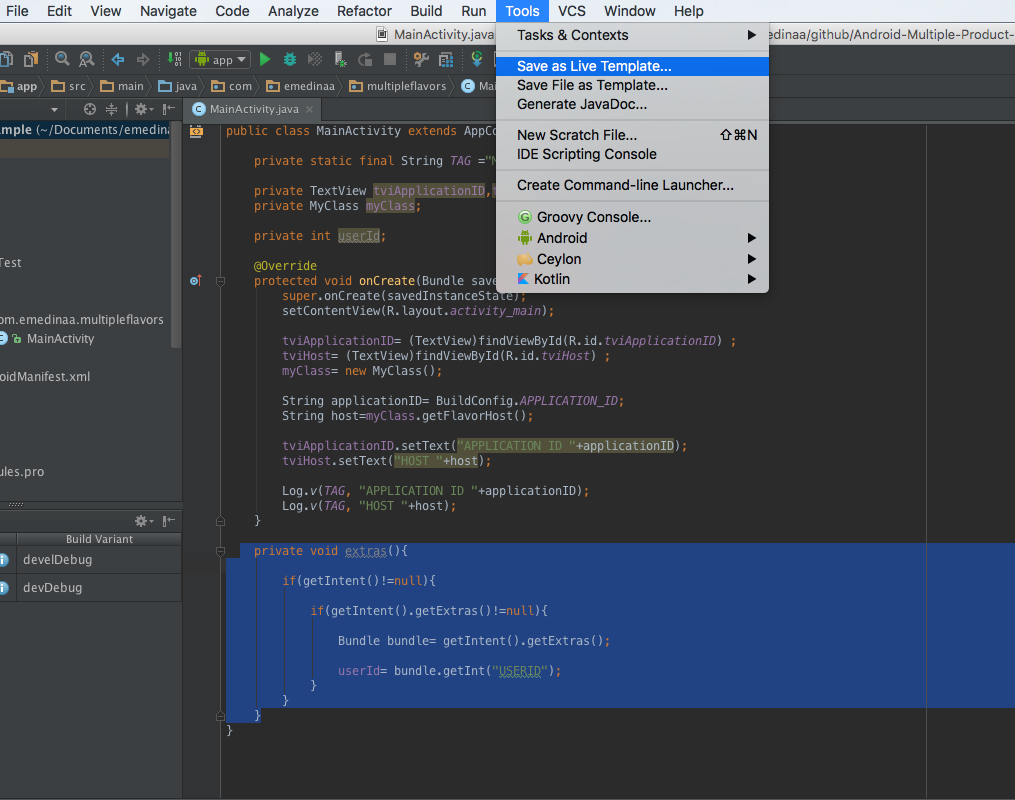 File Edit View Navigate Code Analyze Refactor Build Run Tools VCS Window Help
MainActivity.java
edinaa/github/Android-Multiple-Product-
Tasks & Contexts
Save as Live Template...
Save File as Template...
Generate JavaDoc...
New Scratch File... ⇧⌘N
IDE Scripting Console
Create Command-line Launcher...
Groovy Console...
Android
Ceylon
Kotlin
app
app src main java com emedinaa multipleflavors Ma
MainActivity.java
mple (~/Documents/emedina
Test
om.emedinaa.multipleflavors
MainActivity
oidManifest.xml
ules.pro
Build Variant
develDebug
devDebug
public class MainActivity extends AppCo
private static final String TAG ="M
private TextView tviApplicationID,
private MyClass myClass;
private int userId;
@Override
protected void onCreate(Bundle save
super.onCreate(savedInstanceState);
setContentView(R.layout.activity_main);
tviApplicationID= (TextView)findViewById(R.id.tviApplicationID) ;
tviHost= (TextView)findViewById(R.id.tviHost) ;
myClass= new MyClass();
String applicationID= BuildConfig.APPLICATION_ID;
String host=myClass.getFlavorHost();
tviApplicationID.setText("APPLICATION ID "+applicationID);
tviHost.setText("HOST "+host);
Log.v(TAG, "APPLICATION ID "+applicationID);
Log.v(TAG, "HOST "+host);
}
private void extras(){
if(getIntent()!=null){
if(getIntent().getExtras()!=null){
Bundle bundle= getIntent().getExtras();
userId= bundle.getInt("USERID");
}
}
}
}